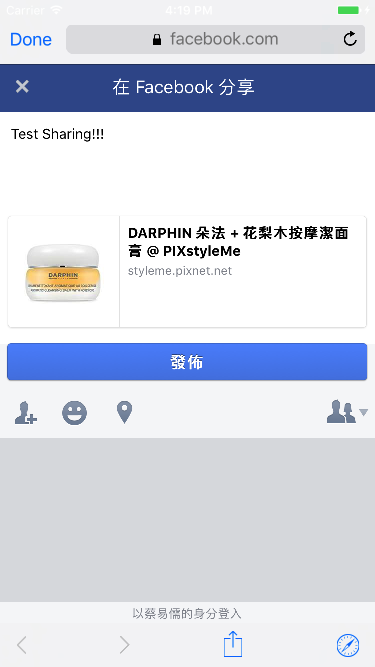 Carrier 4:19 PM
Done facebook.com
在 Facebook 分享
Test Sharing!!!
DARPHIN 朵法 + 花梨木按摩潔面
膏 @ PIXstyleMe
styleme.pixnet.net
DARPHIN
發佈
以蔡易儒的身分登入